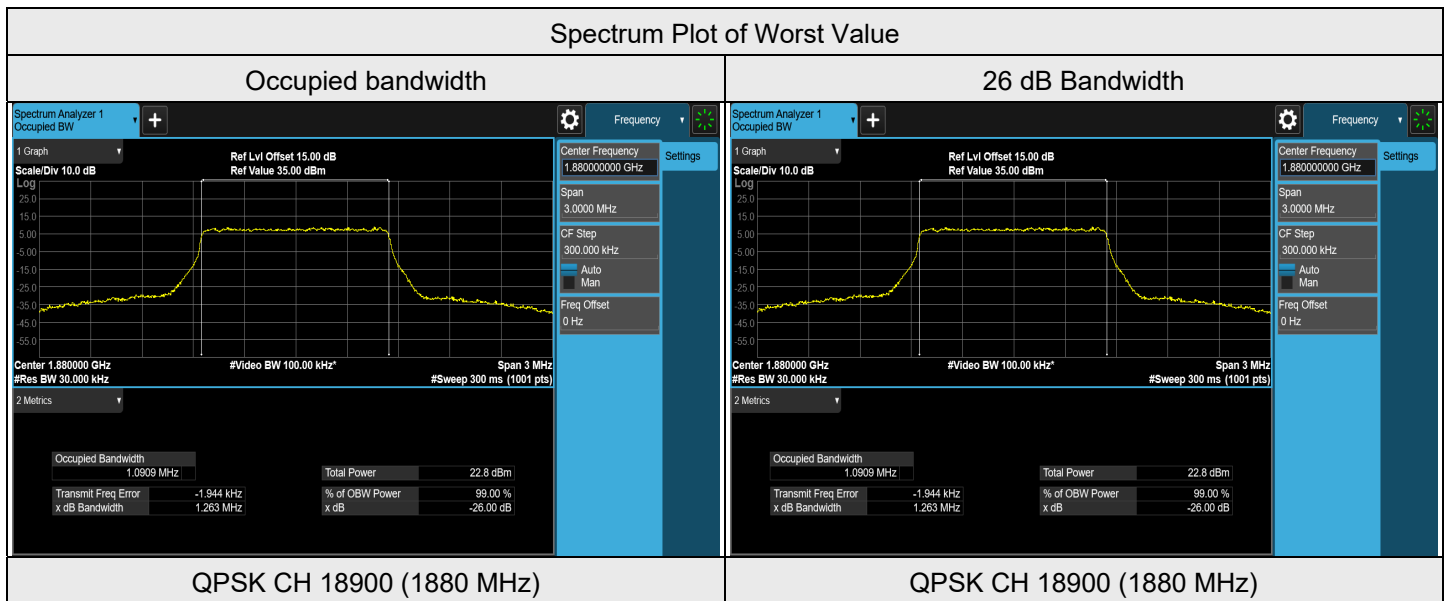 Spectrum Plot of Worst Value
Occupied bandwidth
26 dB Bandwidth
Spectrum Analyzer 1
Occupied BW
+
Frequency
1 Graph
Ref Lvl Offset 15.00 dB
Scale/Div 10.0 dB
Ref Value 35.00 dBm
Log
25.0
15.0
5.00
-5.00
-15.0
-25.0
-35.0
-45.0
-55.0
Center 1.880000 GHz
#Video BW 100.00 kHz*
Span 3 MHz
#Res BW 30.000 kHz
#Sweep 300 ms (1001 pts)
Center Frequency
1.880000000 GHz
Settings
Span
3.0000 MHz
CF Step
300.000 kHz
Auto
Man
Freq Offset
0 Hz
2 Metrics
Occupied Bandwidth
1.0909 MHz
Total Power 22.8 dBm
Transmit Freq Error -1.944 kHz
% of OBW Power 99.00 %
x dB Bandwidth 1.263 MHz
x dB -26.00 dB
Spectrum Analyzer 1
Occupied BW
+
Frequency
1 Graph
Ref Lvl Offset 15.00 dB
Scale/Div 10.0 dB
Ref Value 35.00 dBm
Log
25.0
15.0
5.00
-5.00
-15.0
-25.0
-35.0
-45.0
-55.0
Center 1.880000 GHz
#Video BW 100.00 kHz*
Span 3 MHz
#Res BW 30.000 kHz
#Sweep 300 ms (1001 pts)
Center Frequency
1.880000000 GHz
Settings
Span
3.0000 MHz
CF Step
300.000 kHz
Auto
Man
Freq Offset
0 Hz
2 Metrics
Occupied Bandwidth
1.0909 MHz
Total Power 22.8 dBm
Transmit Freq Error -1.944 kHz
% of OBW Power 99.00 %
x dB Bandwidth 1.263 MHz
x dB -26.00 dB
QPSK CH 18900 (1880 MHz)
QPSK CH 18900 (1880 MHz)